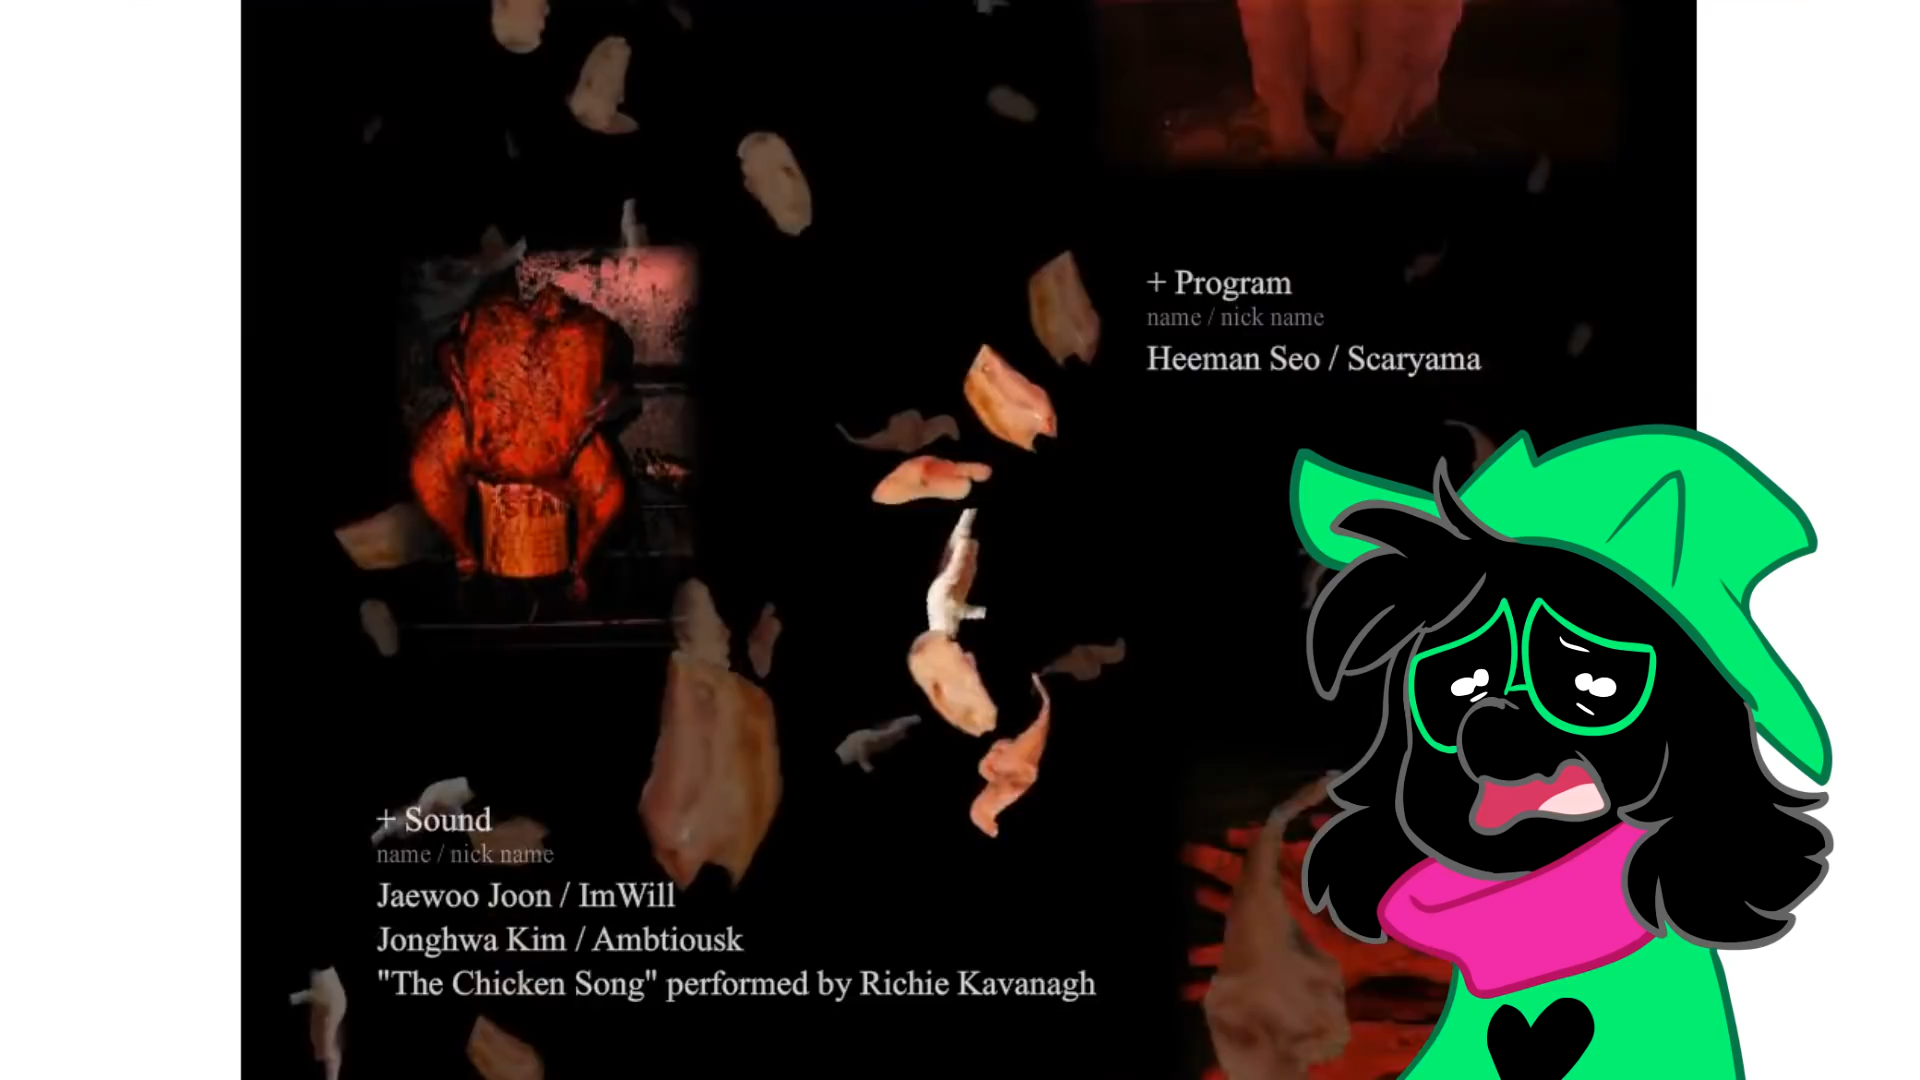 + Program
name / nick name
Heeman Seo / Scaryama
+ Sound
name / nick name
Jaewoo Joon / ImWill
Jonghwa Kim / Ambtiousk
"The Chicken Song" performed by Richie Kavanagh